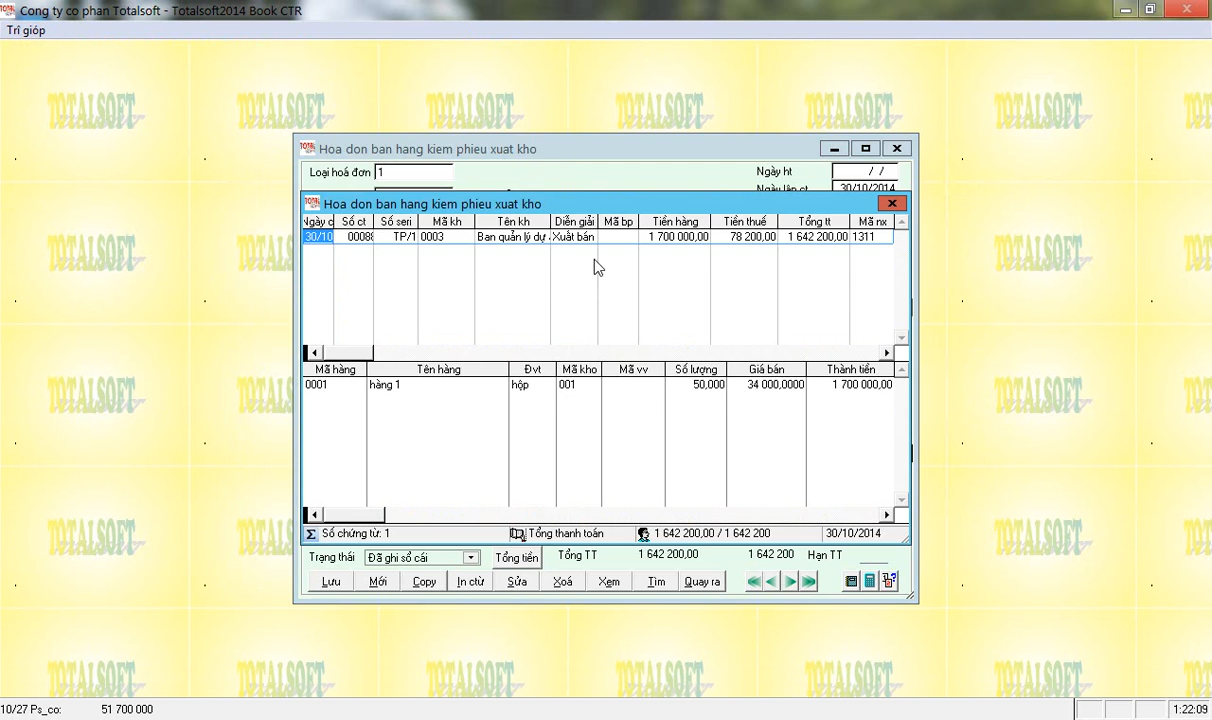 Cong ty co phan Totalsoft - Totalsoft2014 Book CTR
Trî gióp
Hoa don ban hang kiem phieu xuat kho
Loại hoá đơn 1
Ngày ht / /
Ngày lập ct 30/10/2014
Hoa don ban hang kiem phieu xuat kho
Ngày c Số ct Số seri Mã kh Tên kh Diễn giải Mã bp Tiền hàng Tiền thuế Tổng tt Mã nx
30/10 00089 TP/1 0003 Ban quản lý dự Xuất bán 1 700 000,00 78 200,00 1 642 200,00 1311
Mã hàng Tên hàng Đvt Mã kho Mã vv Số lượng Giá bán Thành tiền
0001 hàng 1 hộp 001 50,000 34 000,0000 1 700 000,00
Σ Số chứng từ: 1 Tổng thanh toán 1 642 200,00 / 1 642 200 30/10/2014
Trạng thái Đã ghi sổ cái Tổng tiền Tổng TT 1 642 200,00 1 642 200 Hạn TT
Lưu Mới Copy In ctừ Sửa Xoá Xem Tìm Quay ra
10/27 Ps_co: 51 700 000 1:22:09
TOTALSOFT